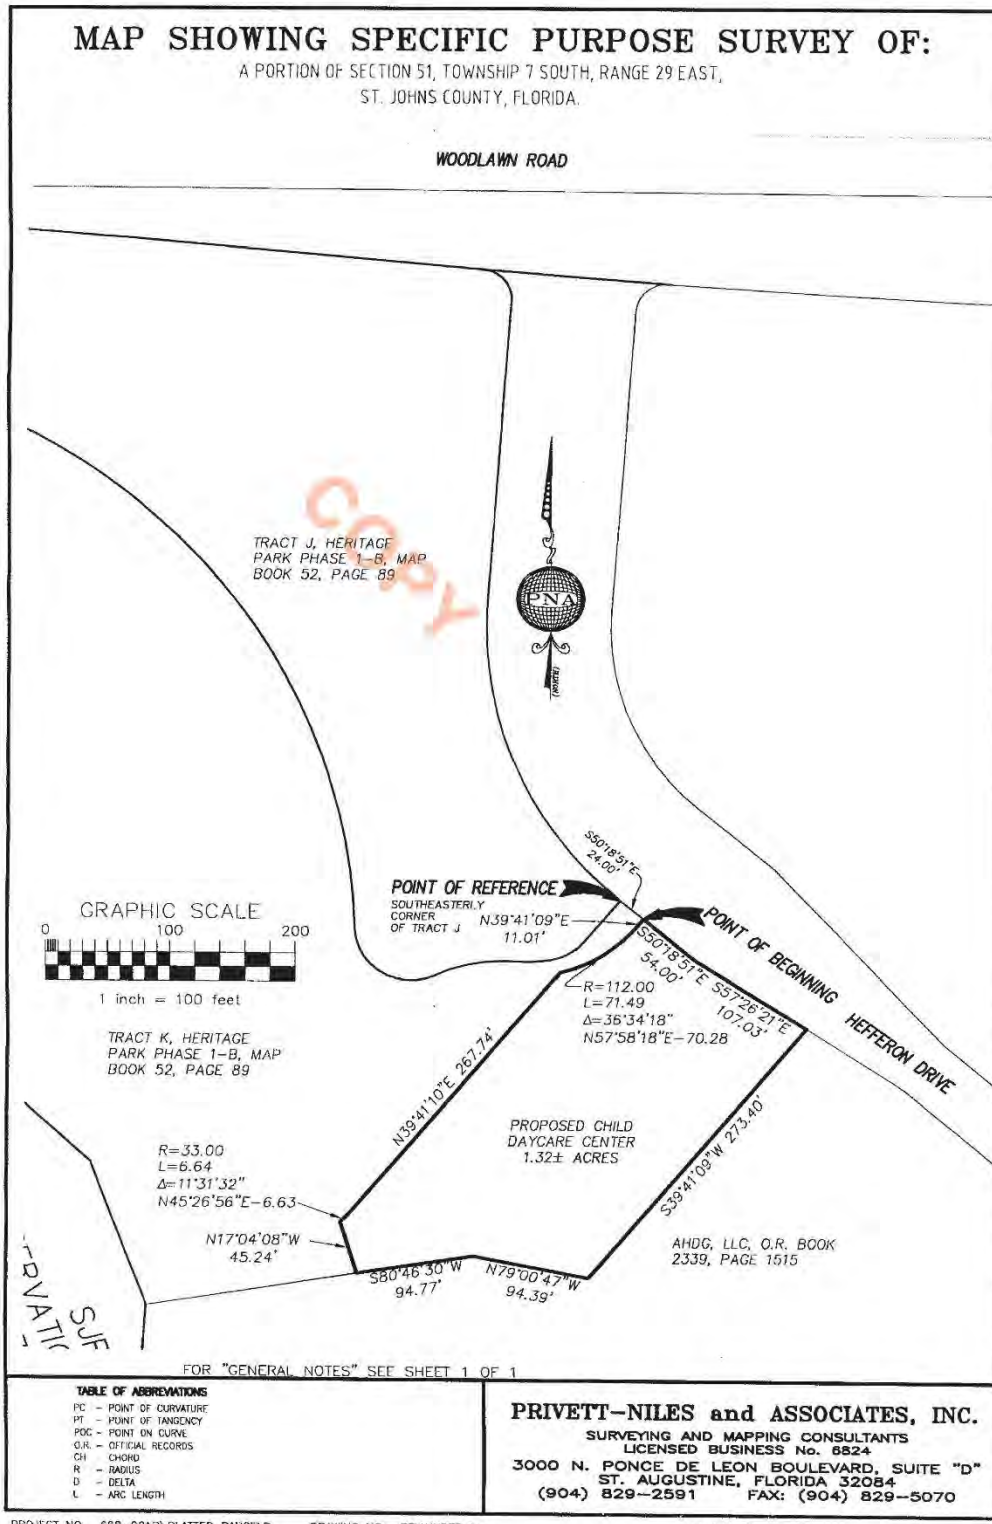 MAP SHOWING SPECIFIC PURPOSE SURVEY OF:
A PORTION OF SECTION 51, TOWNSHIP 7 SOUTH, RANGE 29 EAST,
ST. JOHNS COUNTY, FLORIDA.
WOODLAWN ROAD
COPY
TRACT J, HERITAGE
PARK PHASE 1-B, MAP
BOOK 52, PAGE 89
PNA
S50°18'51"E
24.00'
POINT OF REFERENCE
SOUTHEASTERLY
CORNER
OF TRACT J
N39°41'09"E
11.01'
POINT OF BEGINNING
HEFFERON DRIVE
S50°18'51"E
54.00'
S57°26'21"E
107.03'
GRAPHIC SCALE
0 100 200
1 inch = 100 feet
R=112.00
L=71.49
Δ=36°34'18"
N57°58'18"E-70.28
TRACT K, HERITAGE
PARK PHASE 1-B, MAP
BOOK 52, PAGE 89
N39°41'10"E 267.74'
PROPOSED CHILD
DAYCARE CENTER
1.32± ACRES
S39°41'09"W 273.40'
R=33.00
L=6.64
Δ=11°31'32"
N45°26'56"E-6.63
N17°04'08"W
45.24'
S80°46'30"W
94.77'
N79°00'47"W
94.39'
AHDG, LLC, O.R. BOOK
2339, PAGE 1515
SJR
FOR "GENERAL NOTES" SEE SHEET 1 OF 1
TABLE OF ABBREVIATIONS
PC - POINT OF CURVATURE
PT - POINT OF TANGENCY
POC - POINT ON CURVE
O.R. - OFFICIAL RECORDS
CH - CHORD
R - RADIUS
D - DELTA
L - ARC LENGTH
PRIVETT-NILES and ASSOCIATES, INC.
SURVEYING AND MAPPING CONSULTANTS
LICENSED BUSINESS No. 6824
3000 N. PONCE DE LEON BOULEVARD, SUITE "D"
ST. AUGUSTINE, FLORIDA 32084
(904) 829-2591 FAX: (904) 829-5070